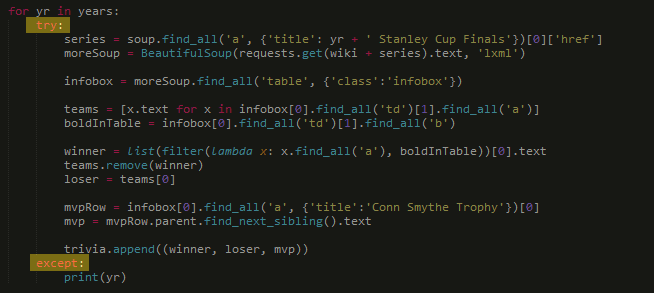 for yr in years:
    try:
        series = soup.find_all('a', {'title': yr + ' Stanley Cup Finals'})[0]['href']
        moreSoup = BeautifulSoup(requests.get(wiki + series).text, 'lxml')

        infobox = moreSoup.find_all('table', {'class':'infobox'})

        teams = [x.text for x in infobox[0].find_all('td')[1].find_all('a')]
        boldInTable = infobox[0].find_all('td')[1].find_all('b')

        winner = list(filter(lambda x: x.find_all('a'), boldInTable))[0].text
        teams.remove(winner)
        loser = teams[0]

        mvpRow = infobox[0].find_all('a', {'title':'Conn Smythe Trophy'})[0]
        mvp = mvpRow.parent.find_next_sibling().text

        trivia.append((winner, loser, mvp))
    except:
        print(yr)